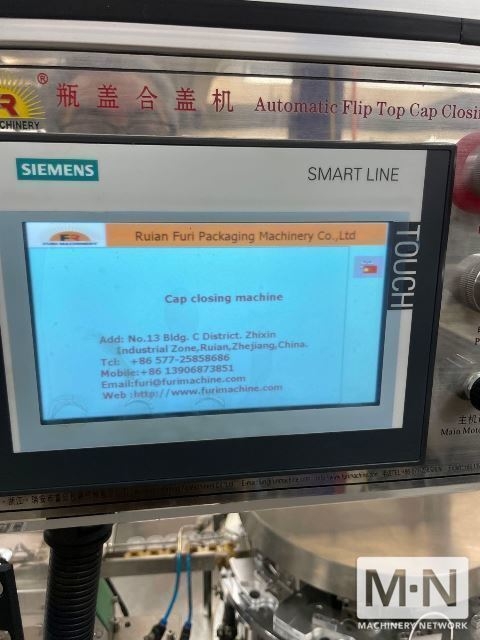 ®
瓶盖合盖机 Automatic Flip Top Cap Closin
R
CHINERY
SIEMENS
SMART LINE
TOUCH
Ruian Furi Packaging Machinery Co.,Ltd
Cap closing machine
Add: No.13 Bldg. C District. Zhixin
Industrial Zone,Ruian,Zhejiang,China.
Tel: +86 577-25858686
Mobile:+86 13906873851
Email:furi@furimachine.com
Web :http://www.furimachine.com
主机
Main Moto
M·N
MACHINERY NETWORK